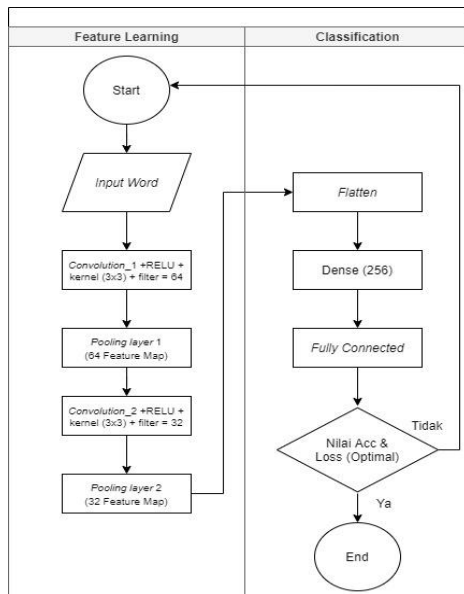 Feature Learning
Classification
Start
Input Word
Convolution_1 +RELU +
kernel (3x3) + filter = 64
Pooling layer 1
(64 Feature Map)
Convolution_2 +RELU +
kernel (3x3) + filter = 32
Pooling layer 2
(32 Feature Map)
Flatten
Dense (256)
Fully Connected
Nilai Acc &
Loss (Optimal)
Tidak
Ya
End